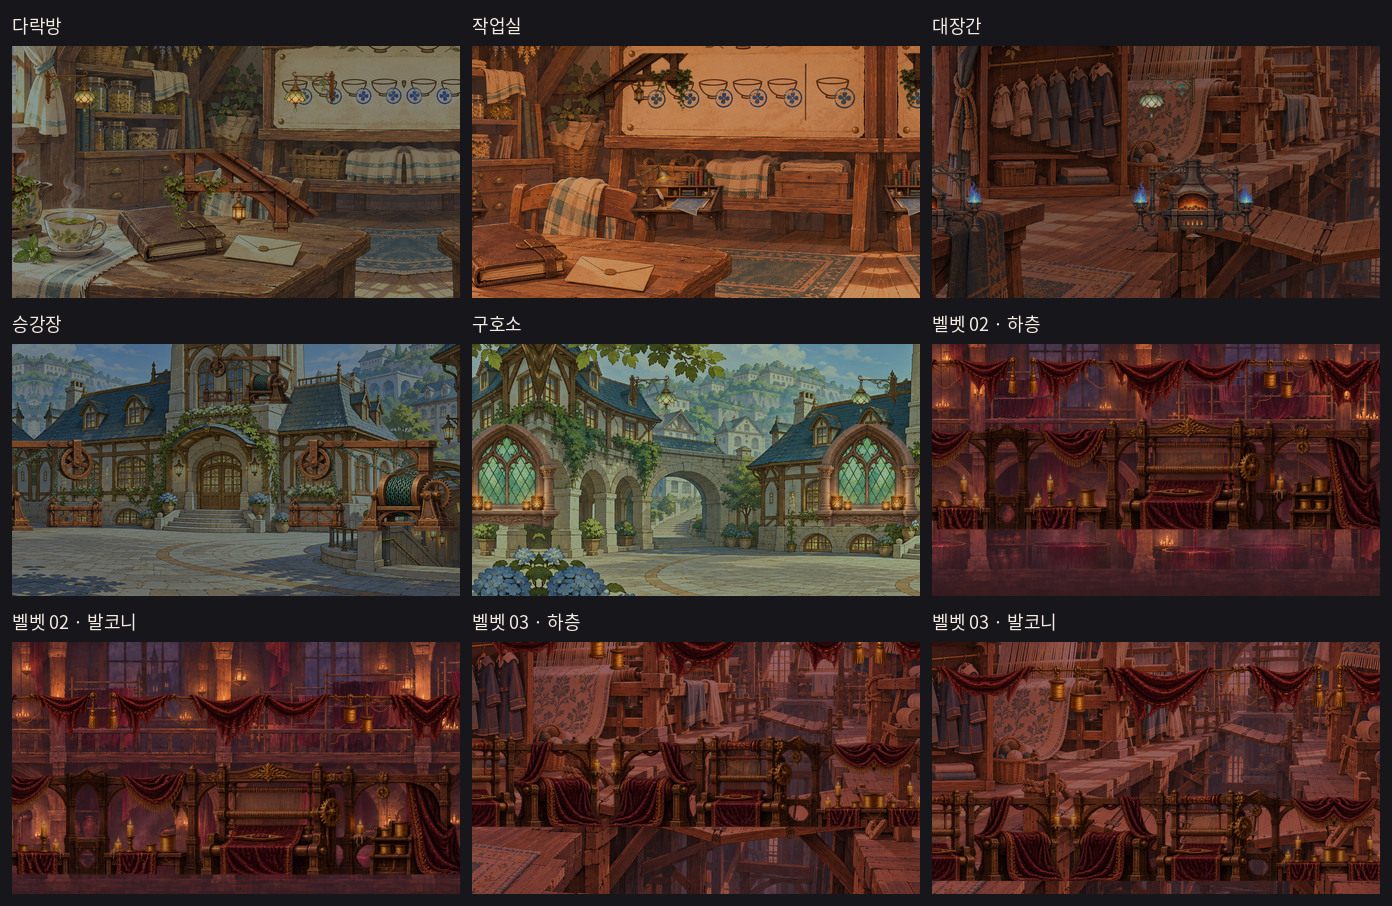 다락방
작업실
대장간
승강장
구호소
벨벳 02 · 하층
벨벳 02 · 발코니
벨벳 03 · 하층
벨벳 03 · 발코니